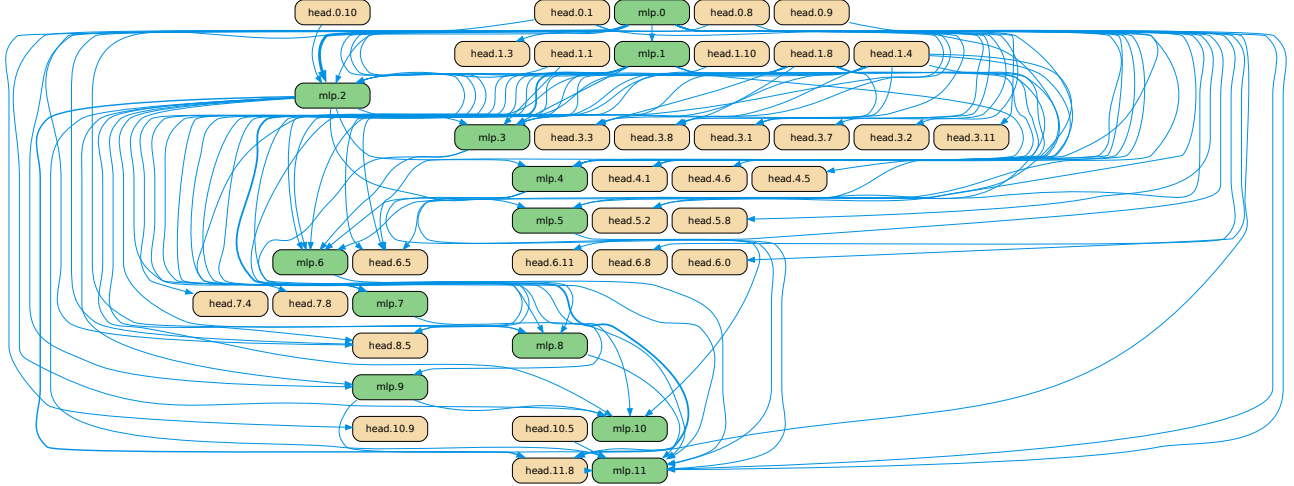 head.0.10 head.0.1 mlp.0 head.0.8 head.0.9
head.1.3 head.1.1 mlp.1 head.1.10 head.1.8 head.1.4
mlp.2
mlp.3 head.3.3 head.3.8 head.3.1 head.3.7 head.3.2 head.3.11
mlp.4 head.4.1 head.4.6 head.4.5
mlp.5 head.5.2 head.5.8
mlp.6 head.6.5 head.6.11 head.6.8 head.6.0
head.7.4 head.7.8 mlp.7
head.8.5 mlp.8
mlp.9
head.10.9 head.10.5 mlp.10
head.11.8 mlp.11